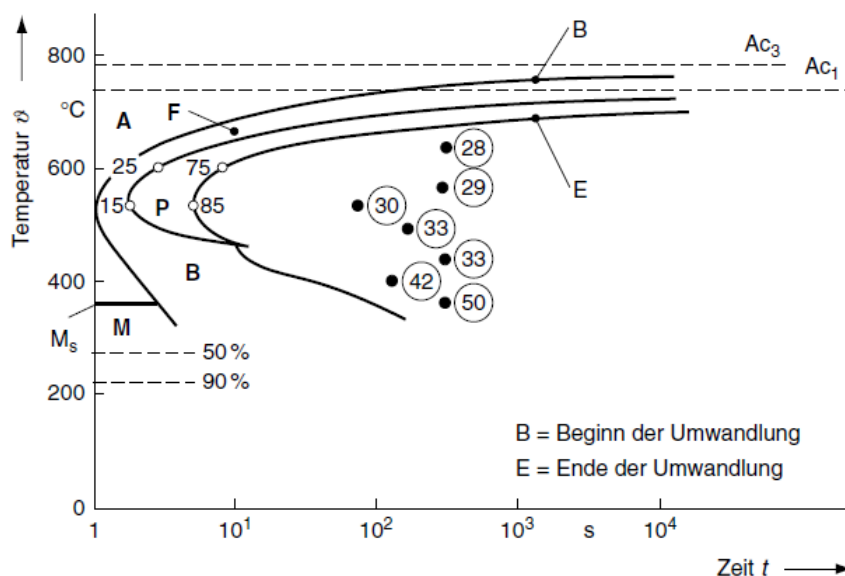 Temperatur ϑ
°C
800
600
400
200
0
B
Ac₃
Ac₁
A
F
25
75
15
P
85
B
M
Mₛ
50 %
90 %
28
29
30
33
33
42
50
E
B = Beginn der Umwandlung
E = Ende der Umwandlung
1
10¹
10²
10³
s
10⁴
Zeit t